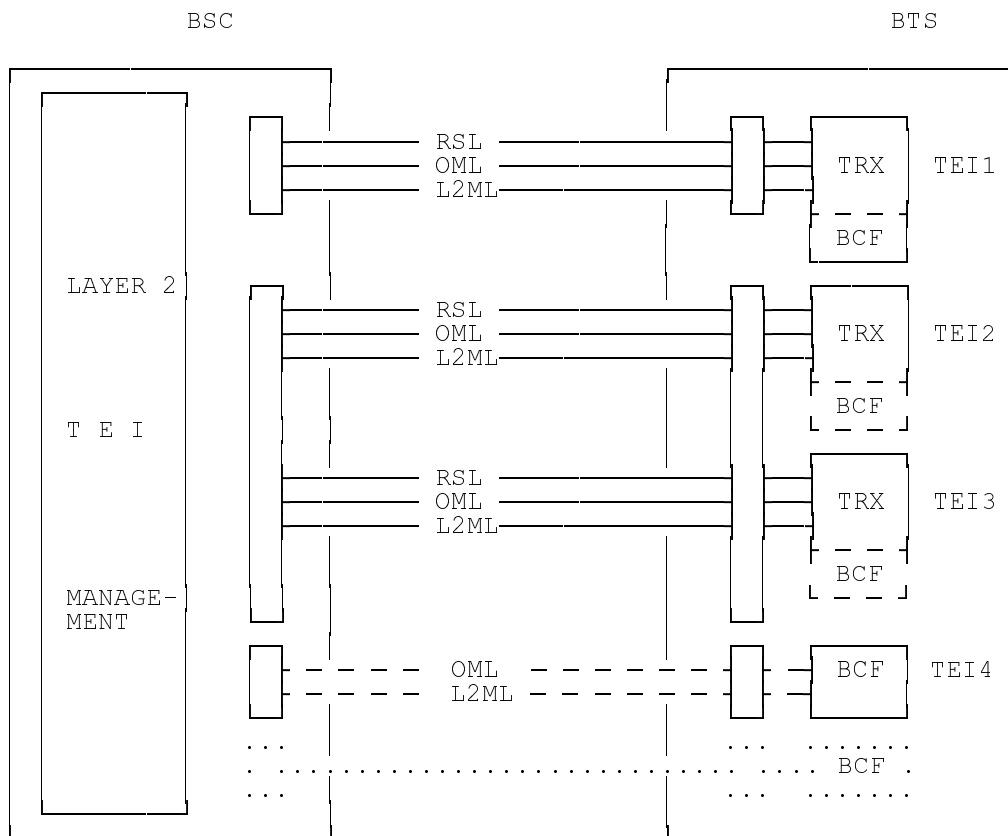 BSC BTS
RSL
OML TRX TEI1
L2ML
BCF
LAYER 2
RSL
OML TRX TEI2
L2ML
BCF
T E I
RSL
OML TRX TEI3
L2ML
BCF
MANAGE-
MENT
OML BCF TEI4
L2ML
BCF